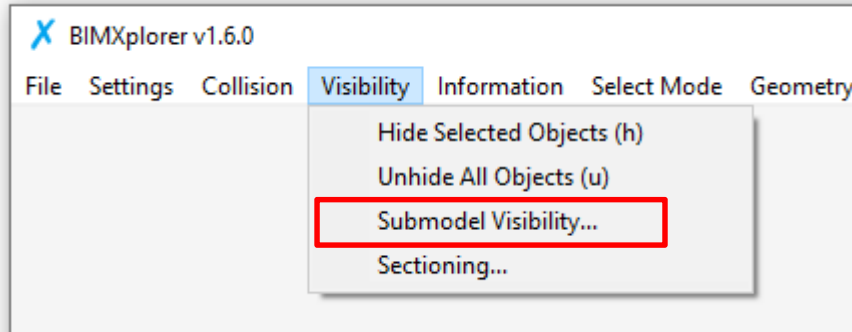 BIMXplorer v1.6.0
File Settings Collision Visibility Information Select Mode Geometry
Hide Selected Objects (h)
Unhide All Objects (u)
Submodel Visibility...
Sectioning...